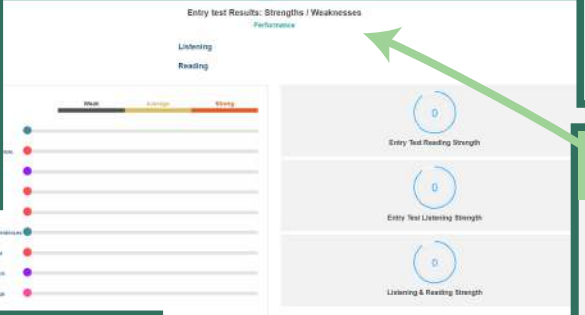 Entry test Results: Strengths / Weaknesses
Performance
Listening
Reading
Weak Average Strong
0
Entry Test Reading Strength
0
Entry Test Listening Strength
0
Listening & Reading Strength